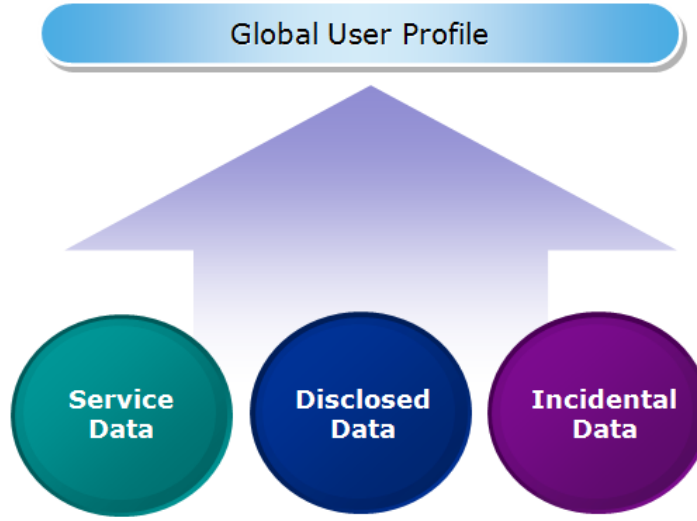 Global User Profile
Service
Data
Disclosed
Data
Incidental
Data